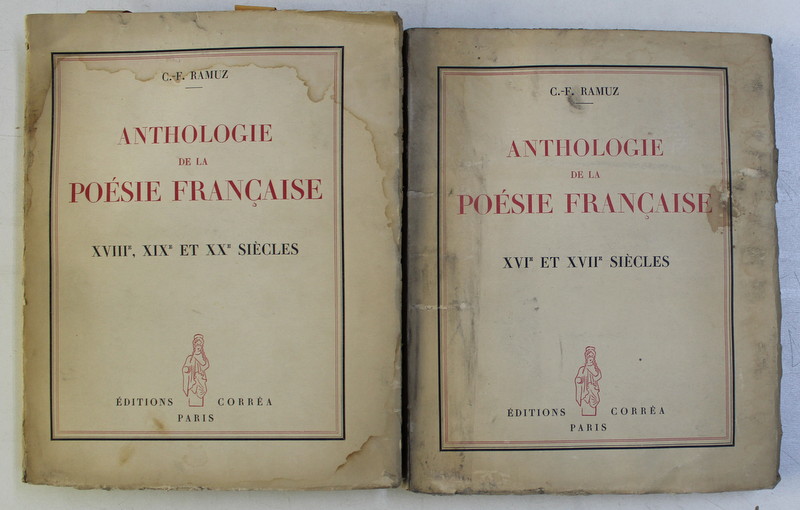 C.-F. RAMUZ
ANTHOLOGIE
DE LA
POÉSIE FRANÇAISE
XVIIIE, XIXE ET XXE SIÈCLES
ÉDITIONS CORRÉA
PARIS
C.-F. RAMUZ
ANTHOLOGIE
DE LA
POÉSIE FRANÇAISE
XVIE ET XVIIE SIÈCLES
ÉDITIONS CORRÉA
PARIS